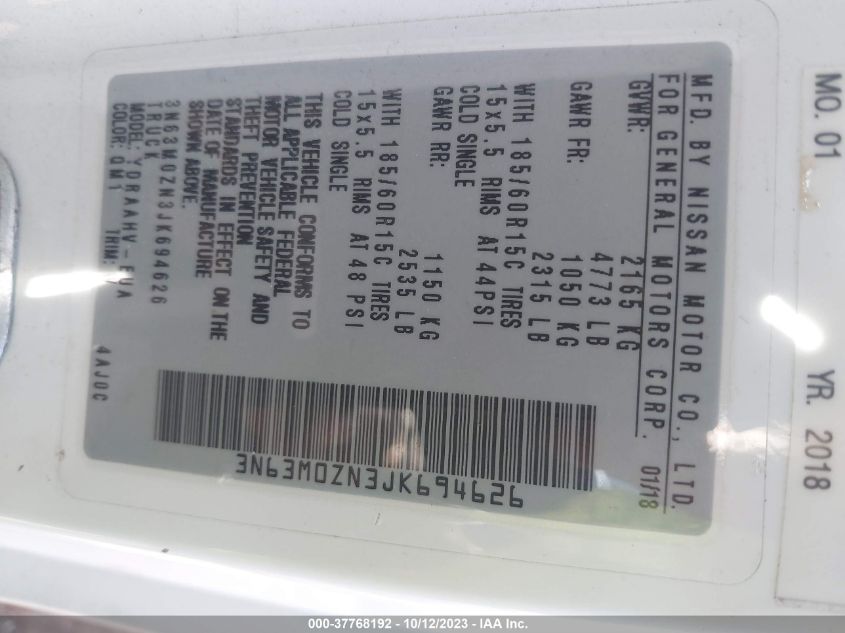 MFD. BY NISSAN MOTOR CO., LTD.
FOR GENERAL MOTORS CORP. 01/18
GVWR: 2165 KG
4773 LB
GAWR FR: 1050 KG
2315 LB
WITH 185/60R15C TIRES
15x5.5 RIMS AT 44PSI
COLD SINGLE
GAWR RR: 1150 KG
2535 LB
WITH 185/60R15C TIRES
15x5.5 RIMS AT 48 PSI
COLD SINGLE
THIS VEHICLE CONFORMS TO
ALL APPLICABLE FEDERAL
MOTOR VEHICLE SAFETY AND
THEFT PREVENTION
STANDARDS IN EFFECT ON THE
DATE OF MANUFACTURE
SHOWN ABOVE.
3N63M0ZN3JK694626
TRUCK
COLOR: QM1 TRIM:
4AJ0C
3N63M0ZN3JK694626
MO. 01 YR. 2018
000-37768192 - 10/12/2023 - IAA Inc.